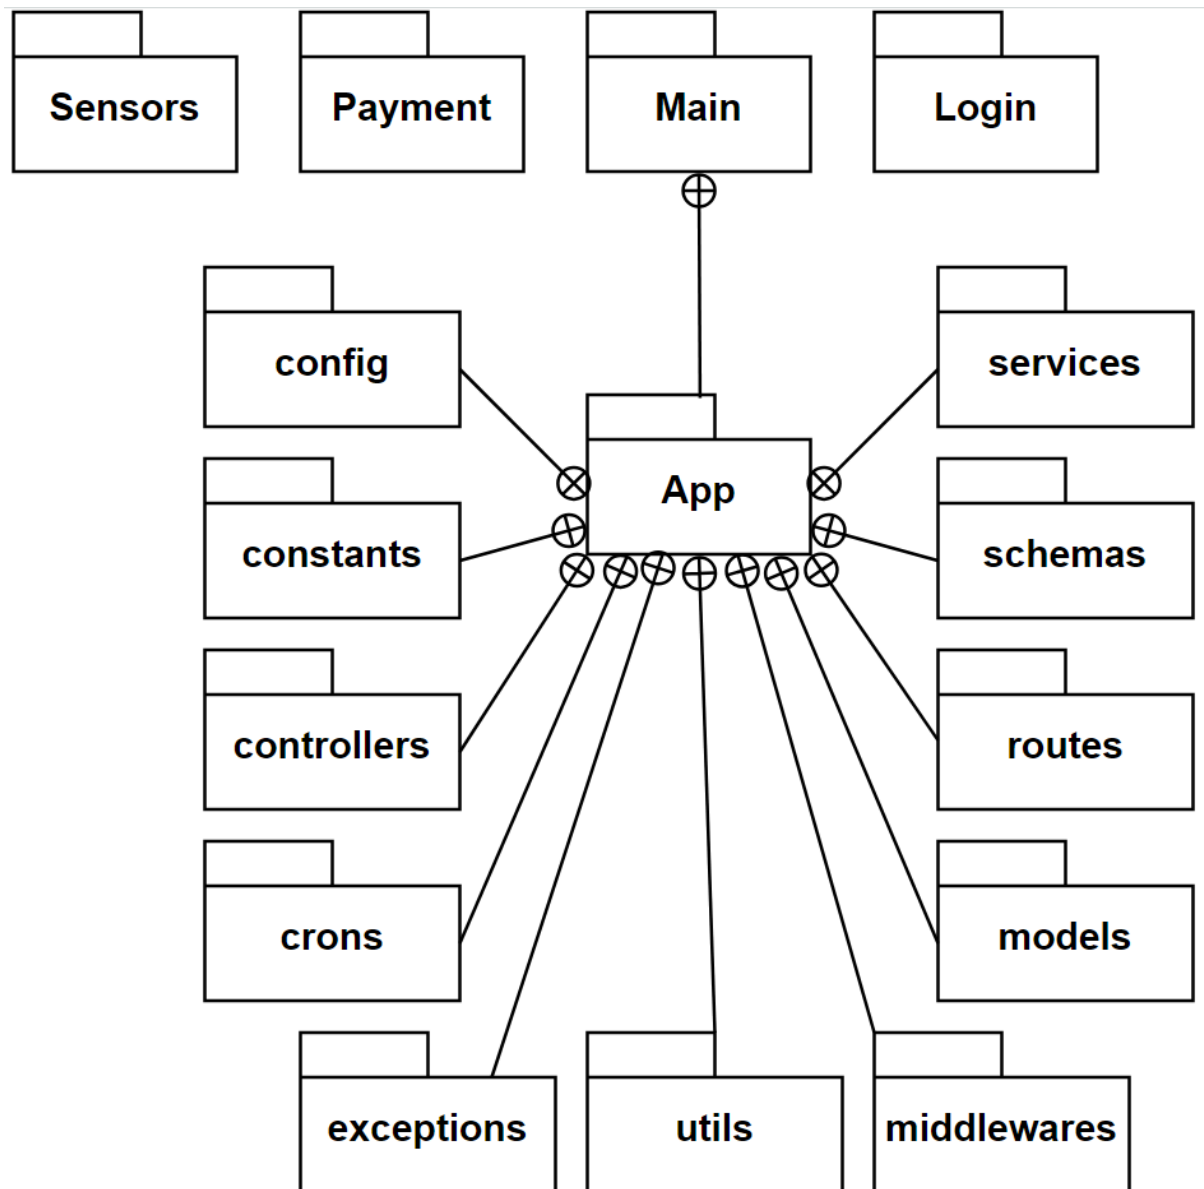 Sensors
Payment
Main
Login
config
services
App
constants
schemas
controllers
routes
crons
models
exceptions
utils
middlewares